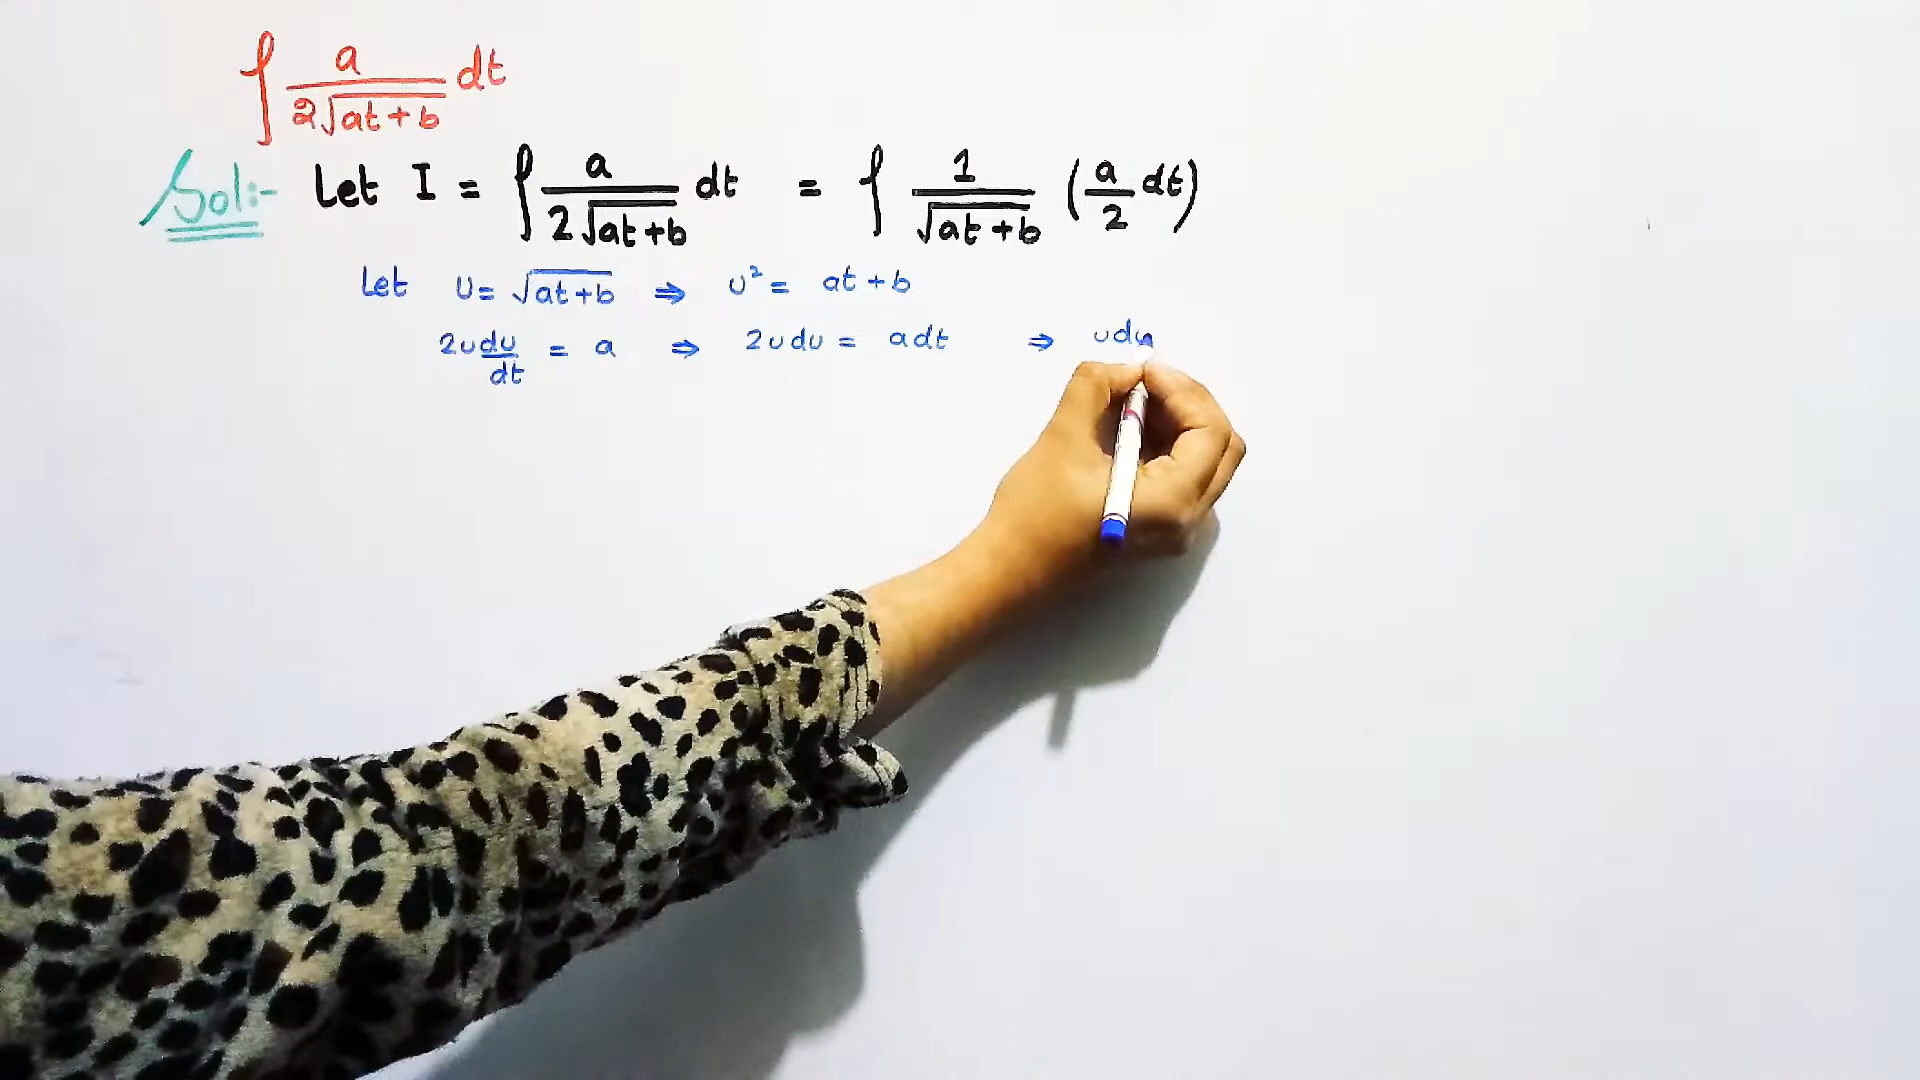 ∫ a/(2√(at+b)) dt
Sol:- Let I = ∫ a/(2√(at+b)) dt = ∫ 1/√(at+b) (a/2 dt)
Let u = √(at+b) ⇒ u² = at+b
2u du/dt = a ⇒ 2u du = a dt ⇒ u du